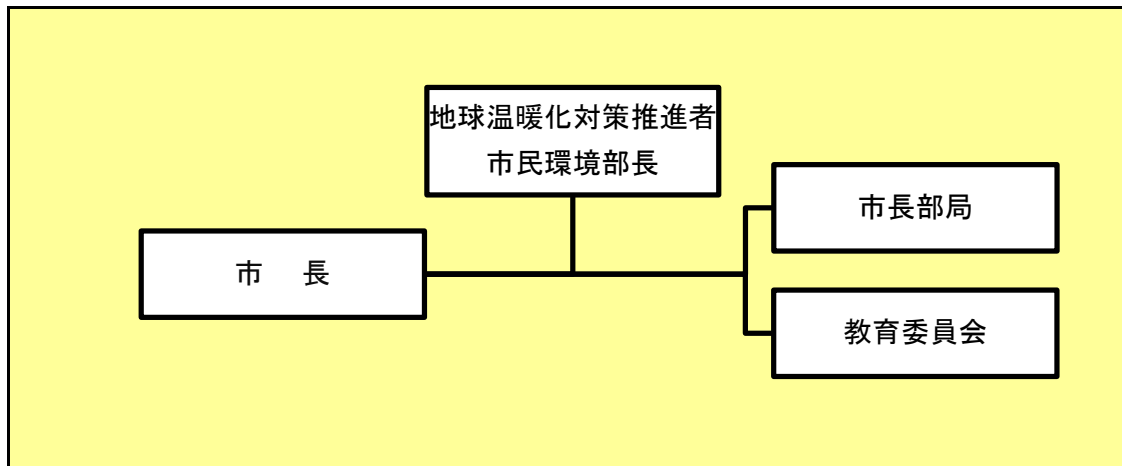 地球温暖化対策推進者
市民環境部長
市長部局
市　長
教育委員会